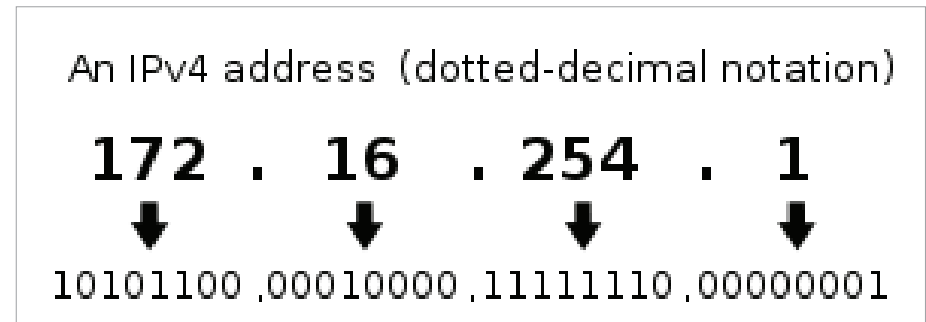 An IPv4 address (dotted-decimal notation)
172 . 16 . 254 . 1
10101100 .00010000 .11111110 .00000001